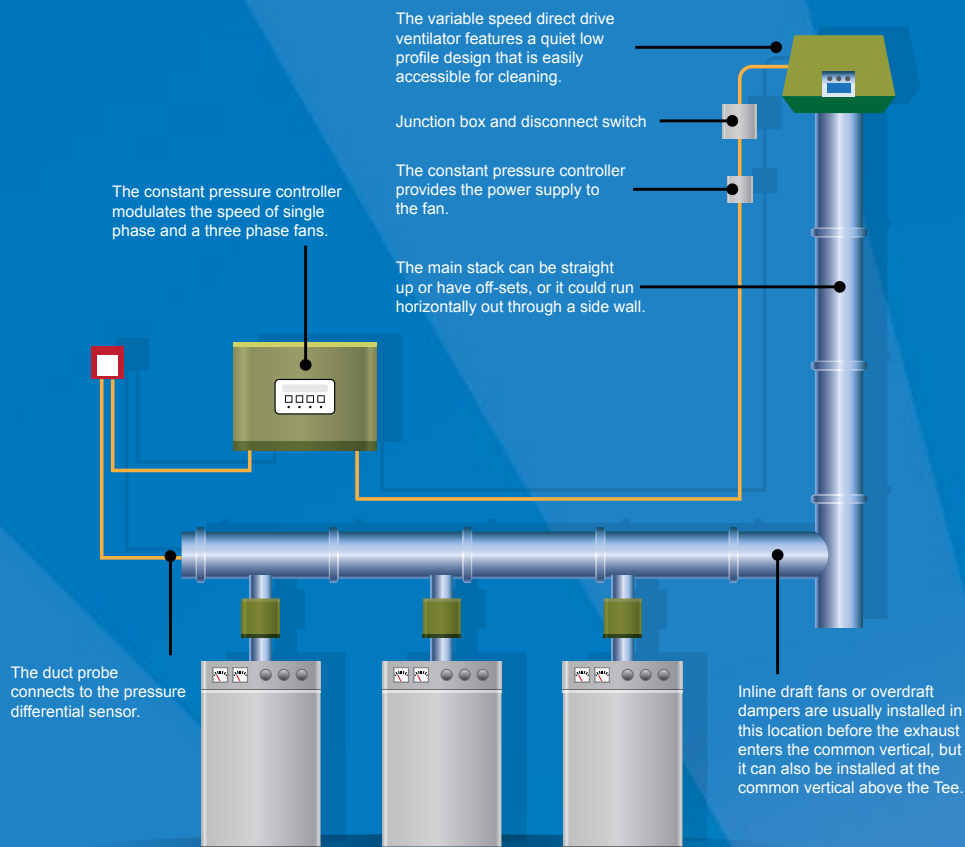 The variable speed direct drive
ventilator features a quiet low
profile design that is easily
accessible for cleaning.
Junction box and disconnect switch
The constant pressure controller
provides the power supply to
the fan.
The constant pressure controller
modulates the speed of single
phase and a three phase fans.
The main stack can be straight
up or have off-sets, or it could run
horizontally out through a side wall.
The duct probe
connects to the pressure
differential sensor.
Inline draft fans or overdraft
dampers are usually installed in
this location before the exhaust
enters the common vertical, but
it can also be installed at the
common vertical above the Tee.